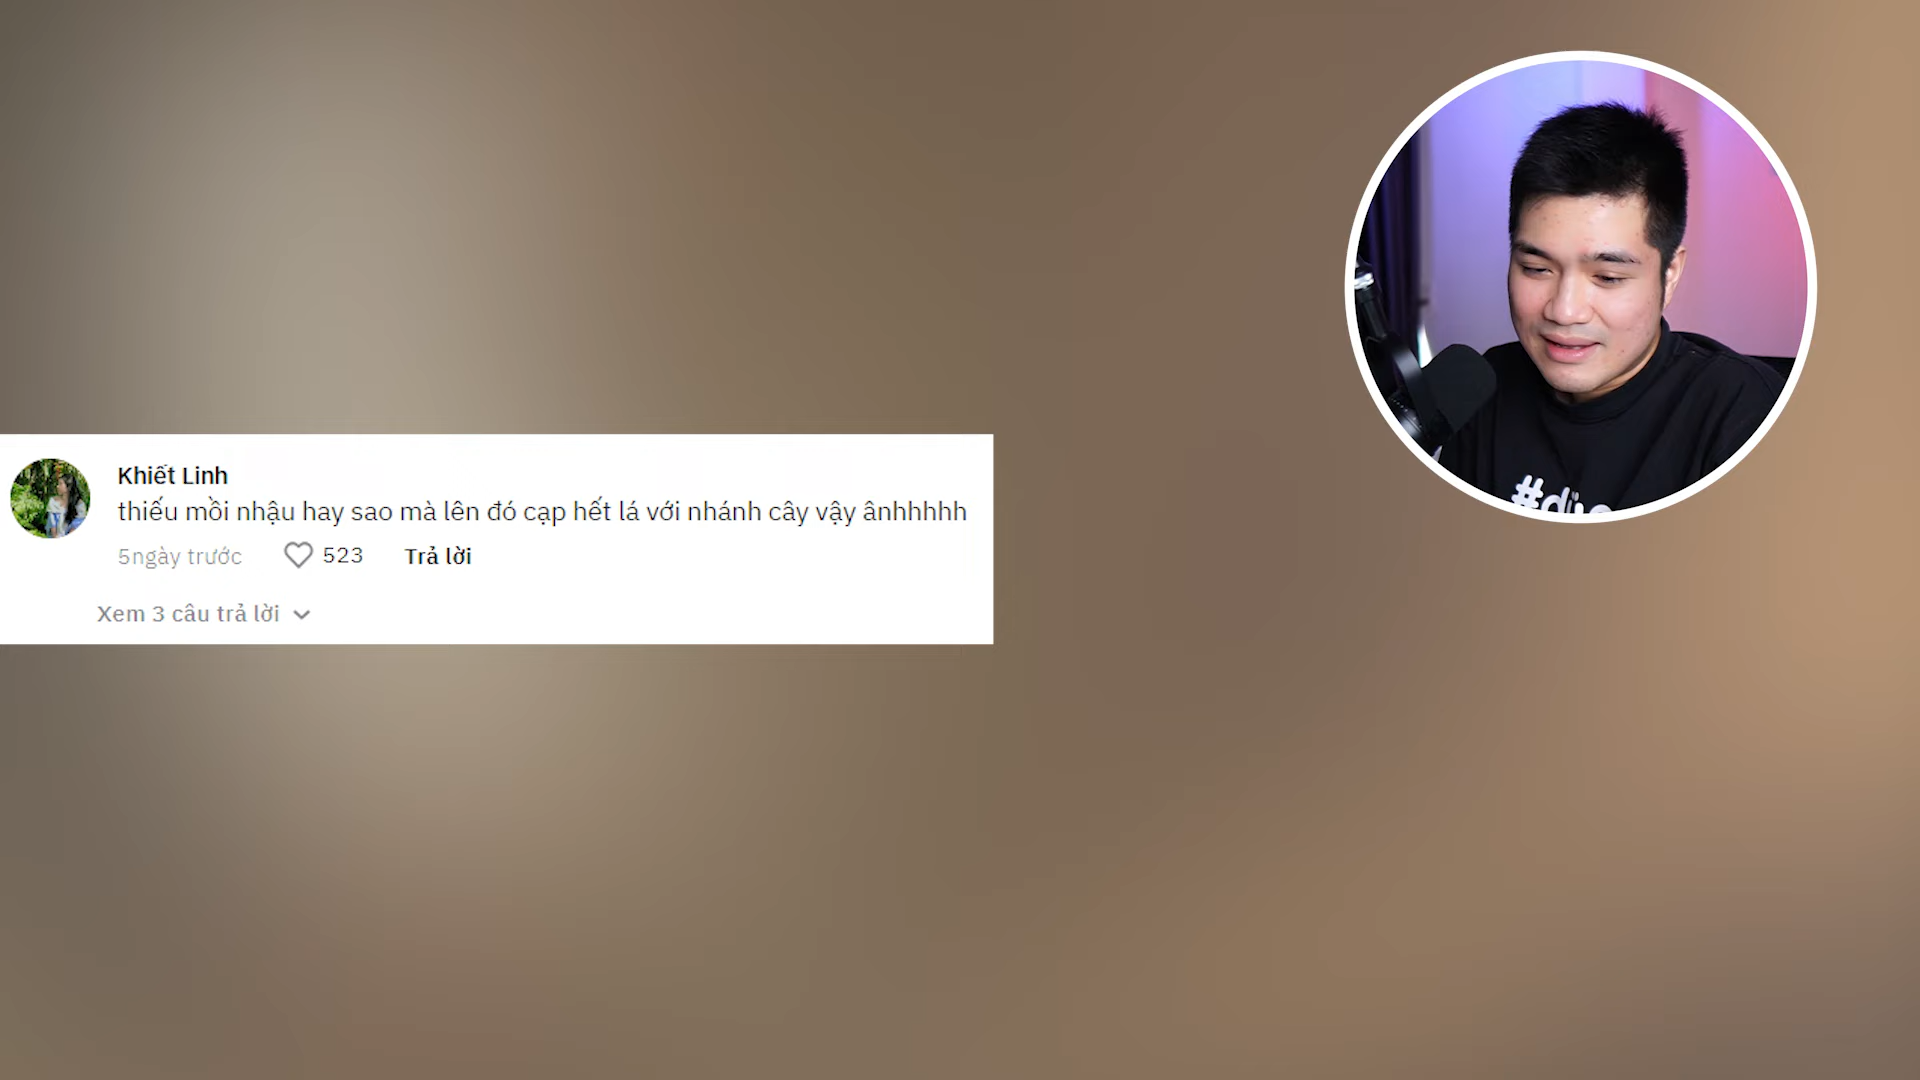 Khiết Linh
thiếu mồi nhậu hay sao mà lên đó cạp hết lá với nhánh cây vậy ânhhhhh
5ngày trước 523 Trả lời
Xem 3 câu trả lời